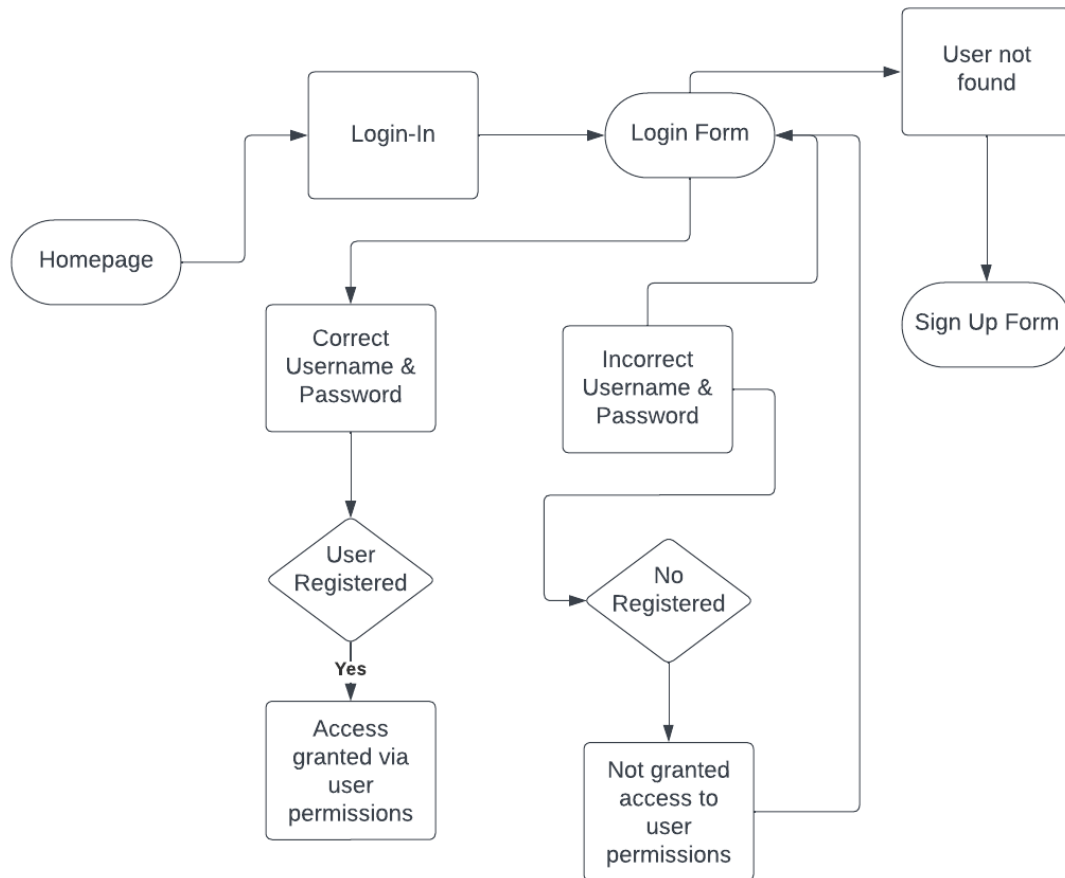 User not
found
Login-In
Login Form
Homepage
Sign Up Form
Correct
Username &
Password
Incorrect
Username &
Password
User
Registered
No
Registered
Yes
Access
granted via
user
permissions
Not granted
access to
user
permissions